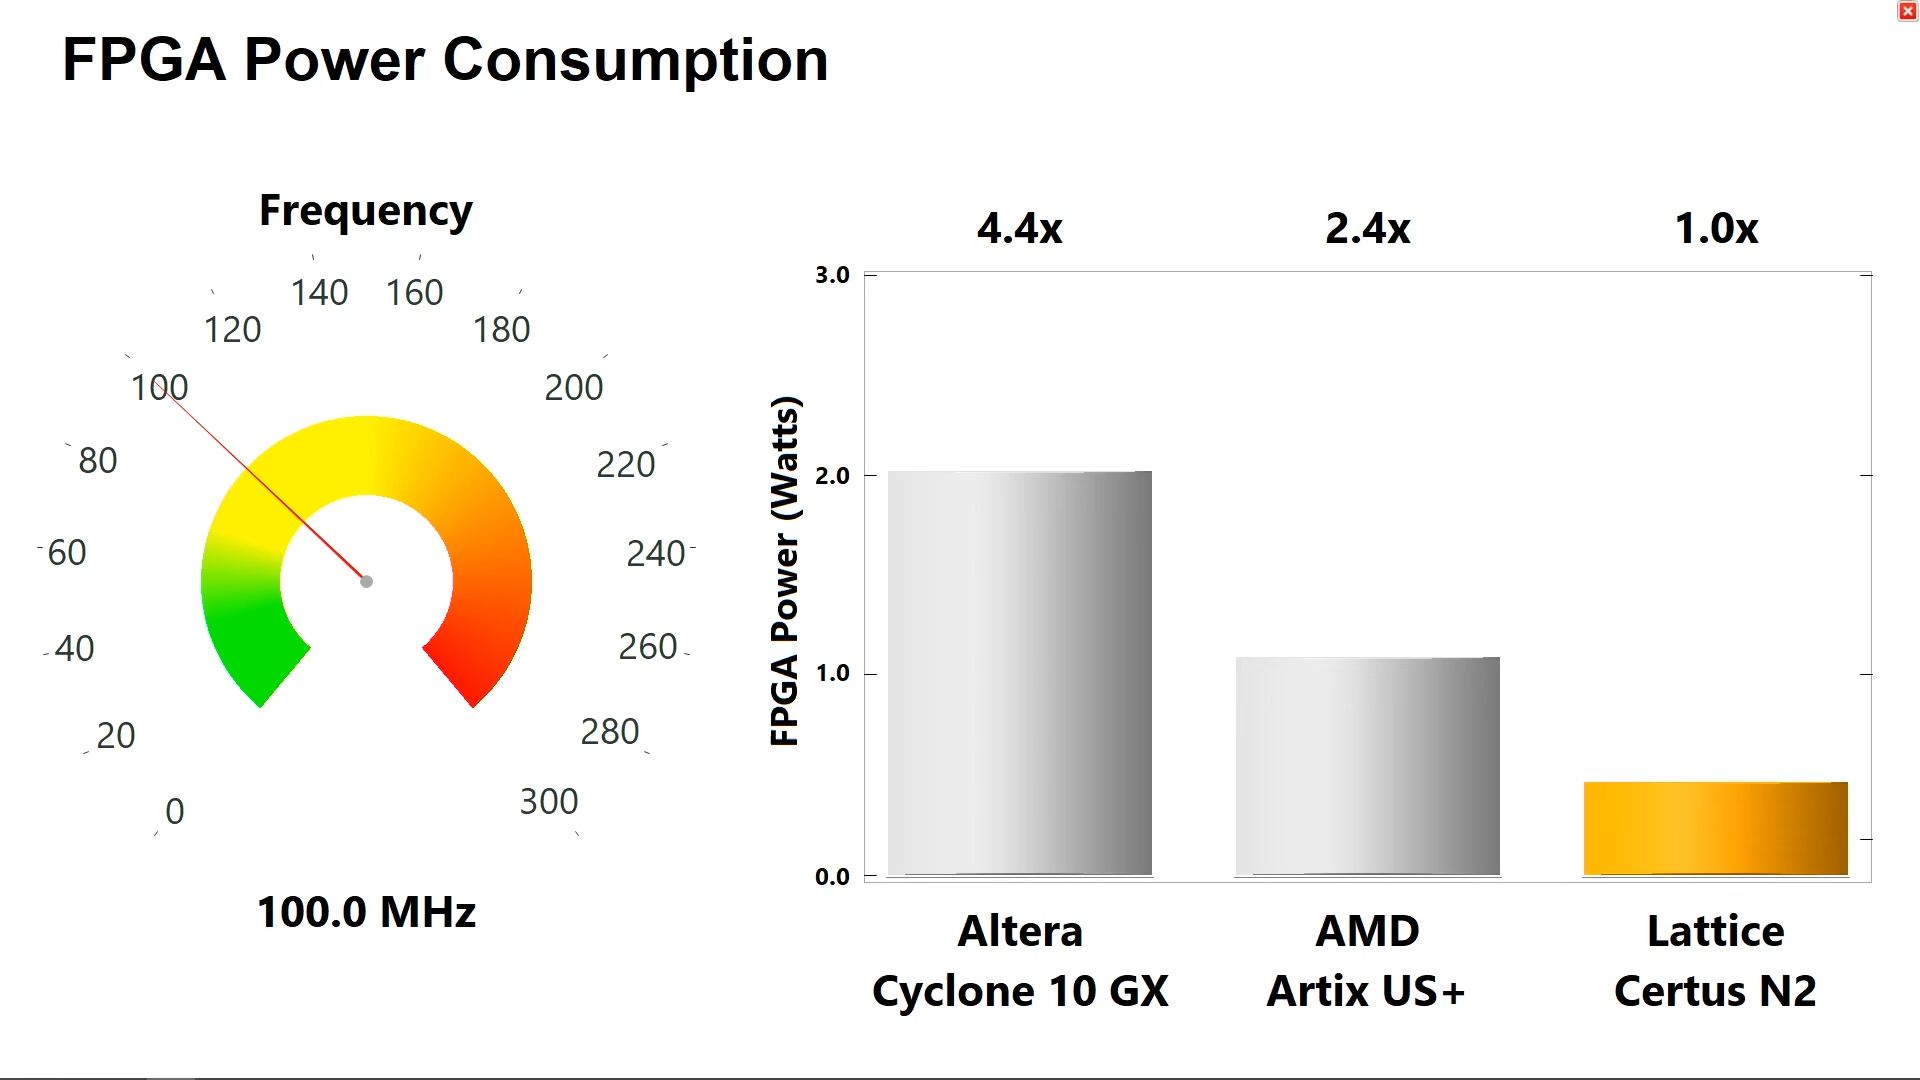 FPGA Power Consumption
Frequency
0
20
40
60
80
100
120
140
160
180
200
220
240
260
280
300
100.0 MHz
4.4x
2.4x
1.0x
FPGA Power (Watts)
3.0
2.0
1.0
0.0
Altera
Cyclone 10 GX
AMD
Artix US+
Lattice
Certus N2